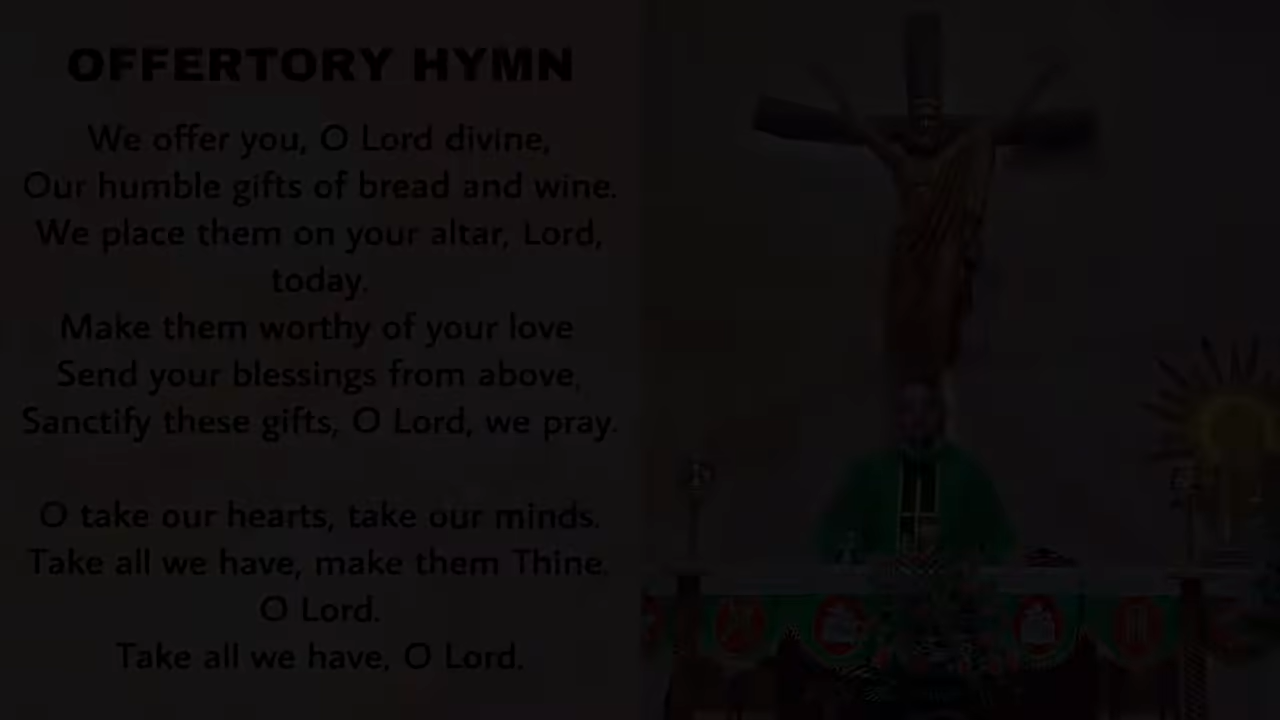 OFFERTORY HYMN
We offer you, O Lord divine,
Our humble gifts of bread and wine.
We place them on your altar, Lord,
today.
Make them worthy of your love
Send your blessings from above,
Sanctify these gifts, O Lord, we pray.
O take our hearts, take our minds.
Take all we have, make them Thine.
O Lord.
Take all we have, O Lord.